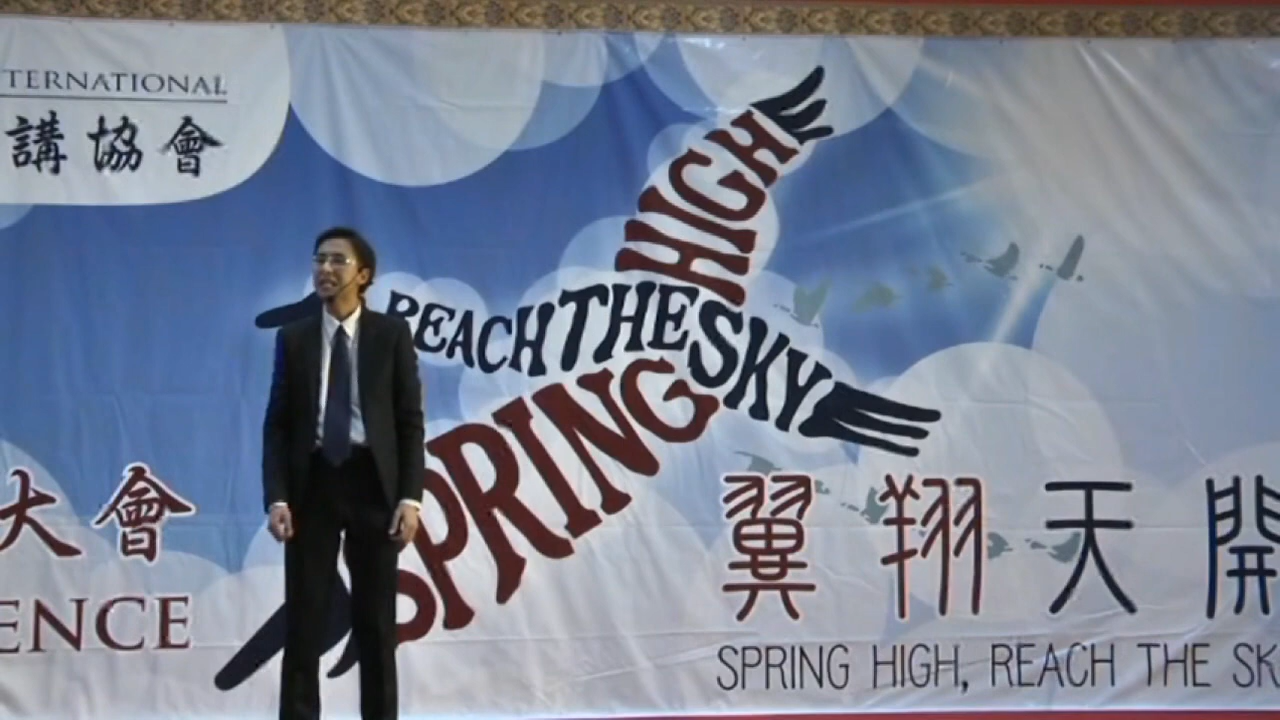 TERNATIONAL
講協會
HIGH
REACH THE SKY
SPRING
大會
ENCE
翼翔天開
SPRING HIGH, REACH THE SK